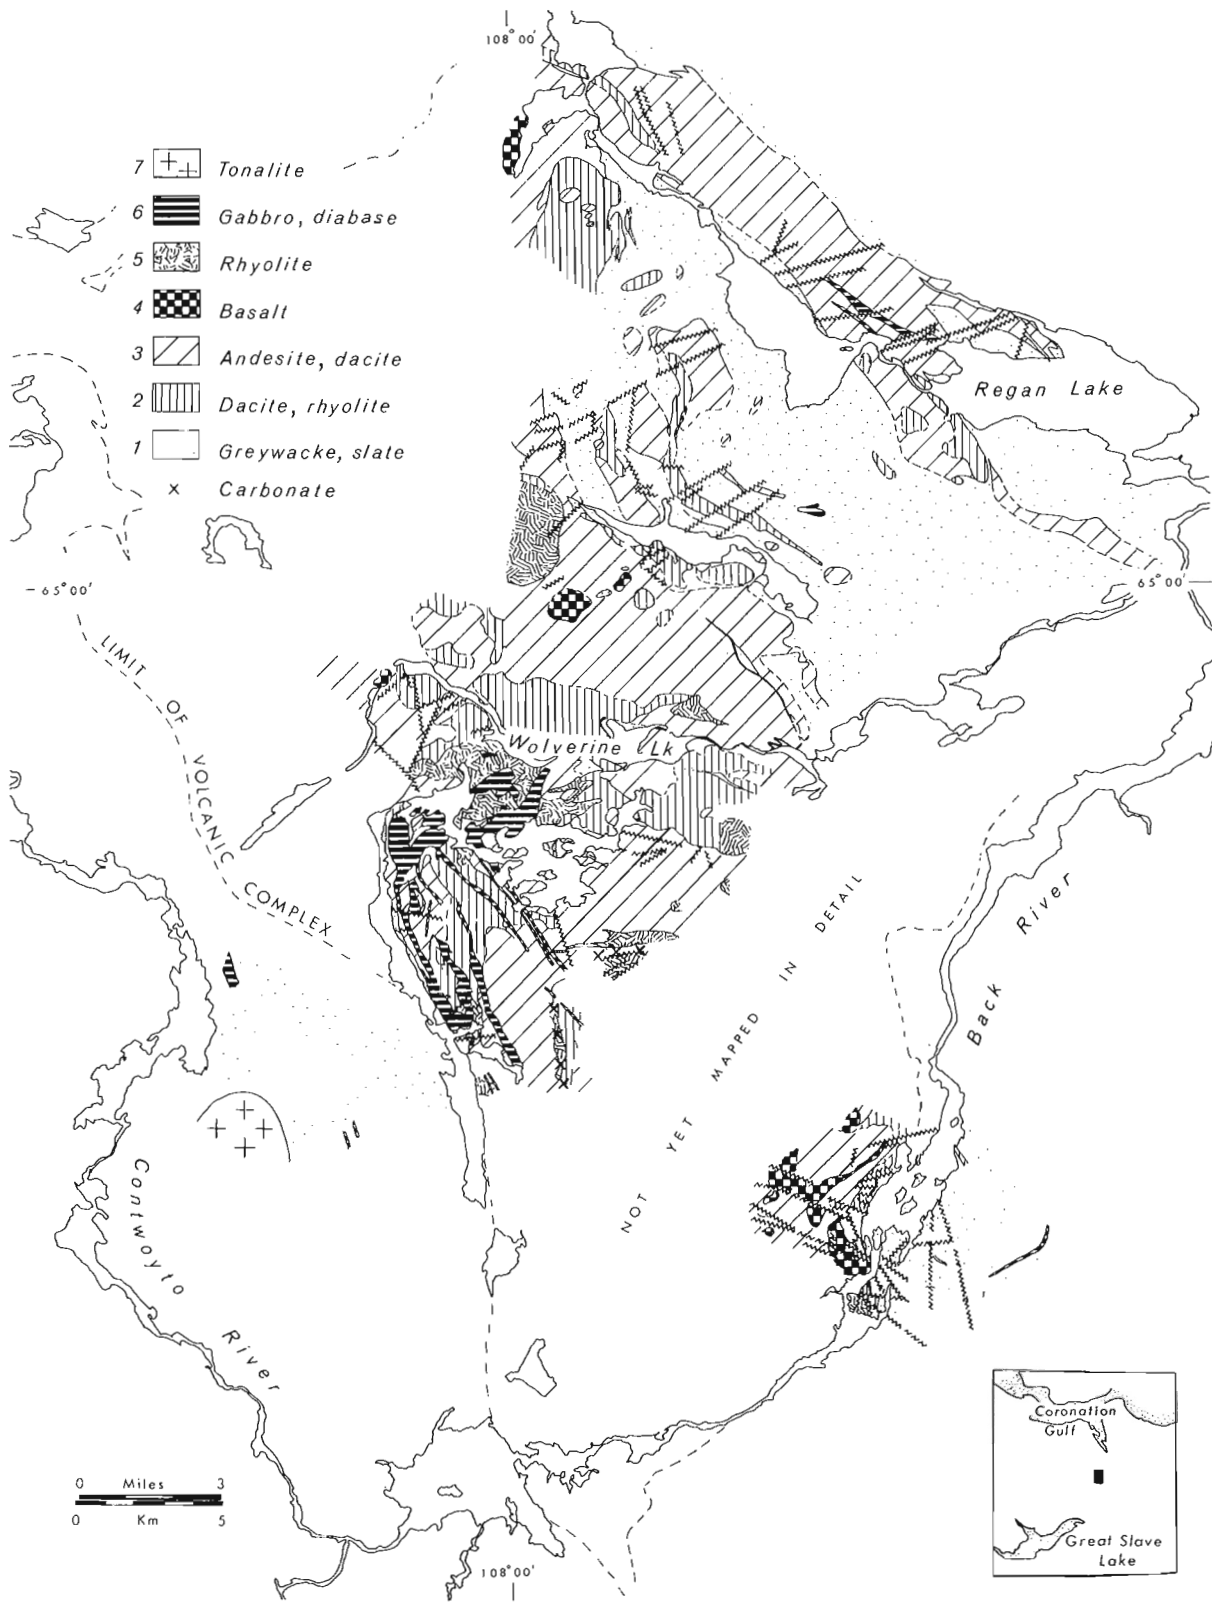 108°00'
7 Tonalite
6 Gabbro, diabase
5 Rhyolite
4 Basalt
3 Andesite, dacite
2 Dacite, rhyolite
1 Greywacke, slate
x Carbonate
Regan Lake
65°00'
65°00'
LIMIT OF VOLCANIC COMPLEX
Wolverine Lk
NOT YET MAPPED IN DETAIL
Back River
Contwoyto River
0 Miles 3
0 Km 5
108°00'
Coronation
Gulf
Great Slave
Lake